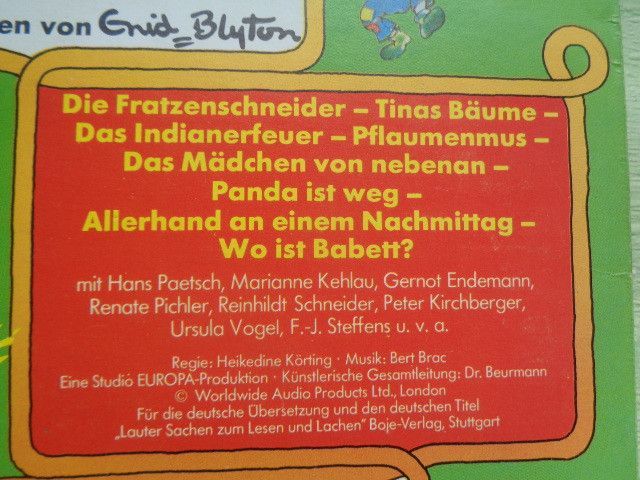 en von Enid Blyton
Die Fratzenschneider – Tinas Bäume –
Das Indianerfeuer – Pflaumenmus –
Das Mädchen von nebenan –
Panda ist weg –
Allerhand an einem Nachmittag –
Wo ist Babett?
mit Hans Paetsch, Marianne Kehlau, Gernot Endemann,
Renate Pichler, Reinhildt Schneider, Peter Kirchberger,
Ursula Vogel, F.-J. Steffens u. v. a.
Regie: Heikedine Körting · Musik: Bert Brac
Eine Studio EUROPA-Produktion · Künstlerische Gesamtleitung: Dr. Beurmann
© Worldwide Audio Products Ltd., London
Für die deutsche Übersetzung und den deutschen Titel
„Lauter Sachen zum Lesen und Lachen" Boje-Verlag, Stuttgart